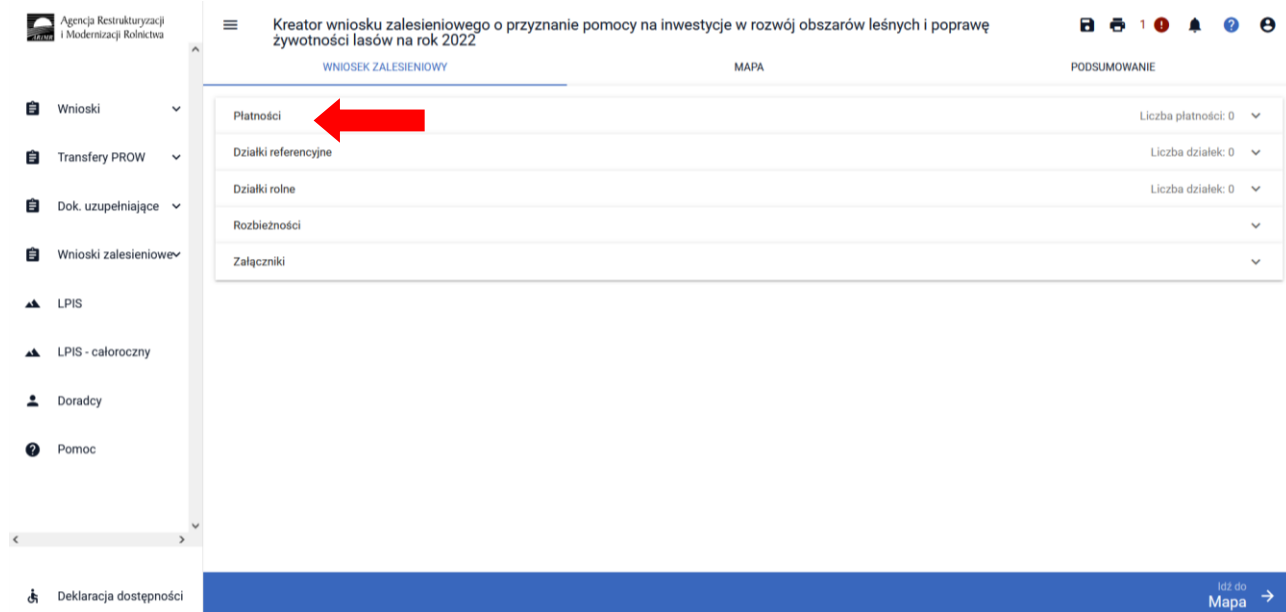 Agencja Restrukturyzacji
i Modernizacji Rolnictwa
ARiMR
Wnioski
Transfery PROW
Dok. uzupełniające
Wnioski zalesieniowe
LPIS
LPIS - całoroczny
Doradcy
Pomoc
Deklaracja dostępności
Kreator wniosku zalesieniowego o przyznanie pomocy na inwestycje w rozwój obszarów leśnych i poprawę
żywotności lasów na rok 2022
1
WNIOSEK ZALESIENIOWY
MAPA
PODSUMOWANIE
Płatności Liczba płatności: 0
Działki referencyjne Liczba działek: 0
Działki rolne Liczba działek: 0
Rozbieżności
Załączniki
Idź do
Mapa